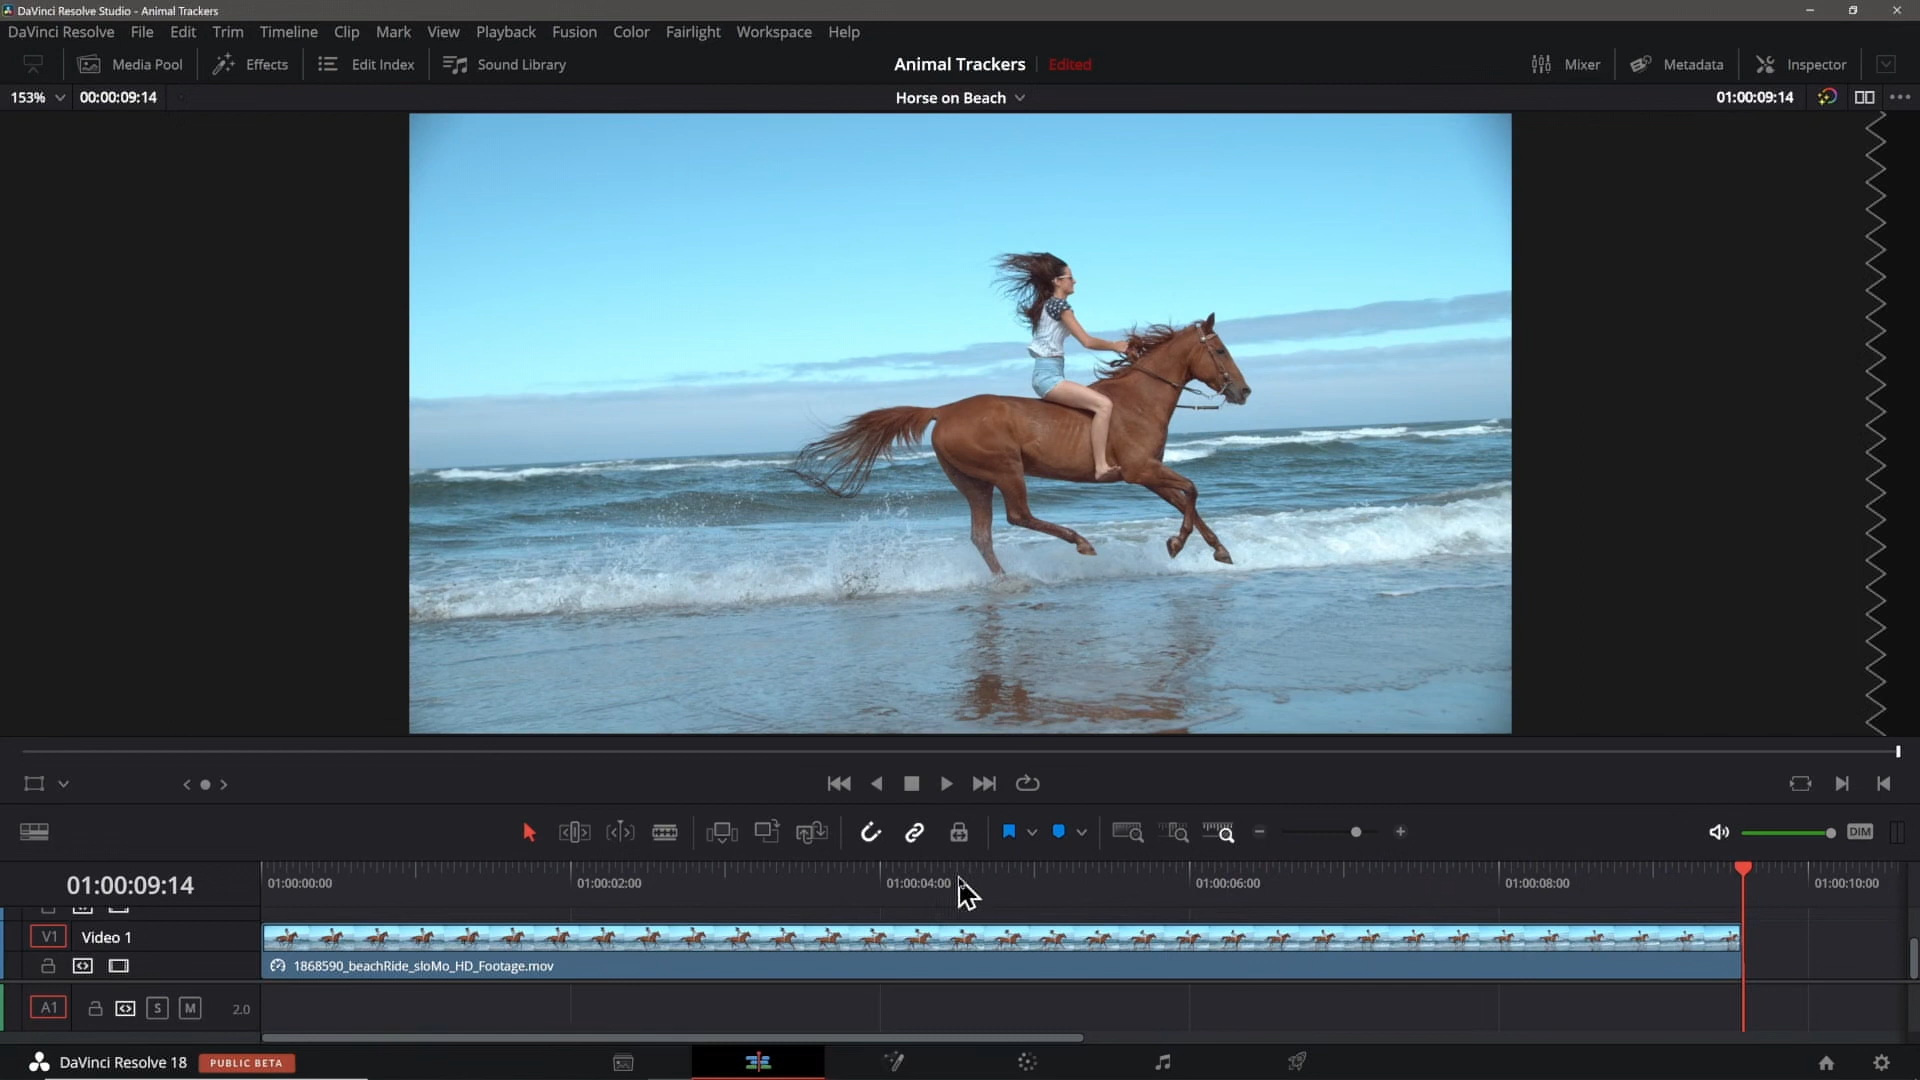 DaVinci Resolve Studio - Animal Trackers
DaVinci Resolve File Edit Trim Timeline Clip Mark View Playback Fusion Color Fairlight Workspace Help
Media Pool Effects Edit Index Sound Library Animal Trackers Edited Mixer Metadata Inspector
153% 00:00:09:14 Horse on Beach 01:00:09:14
DIM
01:00:09:14 01:00:00:00 01:00:02:00 01:00:04:00 01:00:06:00 01:00:08:00 01:00:10:00
V1 Video 1
1868590_beachRide_sloMo_HD_Footage.mov
A1 S M 2.0
DaVinci Resolve 18 PUBLIC BETA